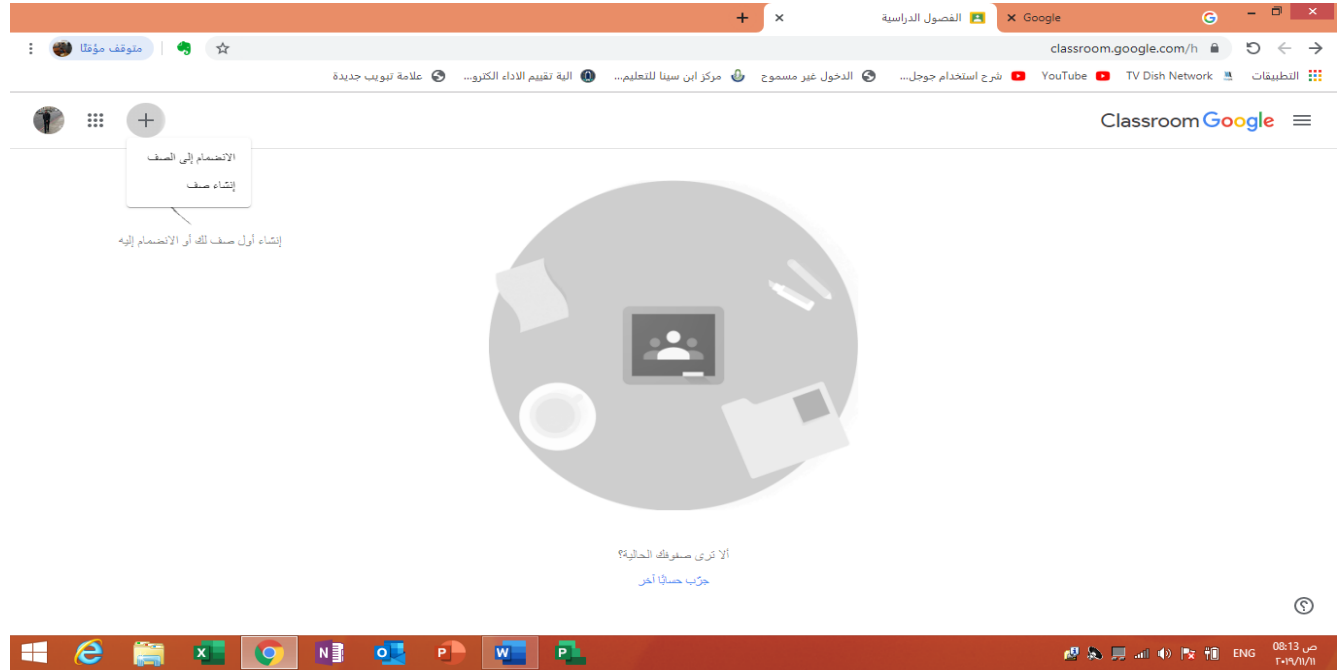 Google
الفصول الدراسية
classroom.google.com/h
متوقف مؤقتًا
التطبيقات
TV Dish Network
YouTube
شرح استخدام جوجل...
الدخول غير مسموح
مركز ابن سينا للتعليم...
الية تقييم الاداء الكترو...
علامة تبويب جديدة
Google Classroom
الانضمام إلى الصف
إنشاء صف
إنشاء أول صف لك أو الانضمام إليه
ألا ترى صفوفك الحالية؟
جرّب حسابًا آخر
ENG
08:13 ص
٢٠١٩/١١/١١